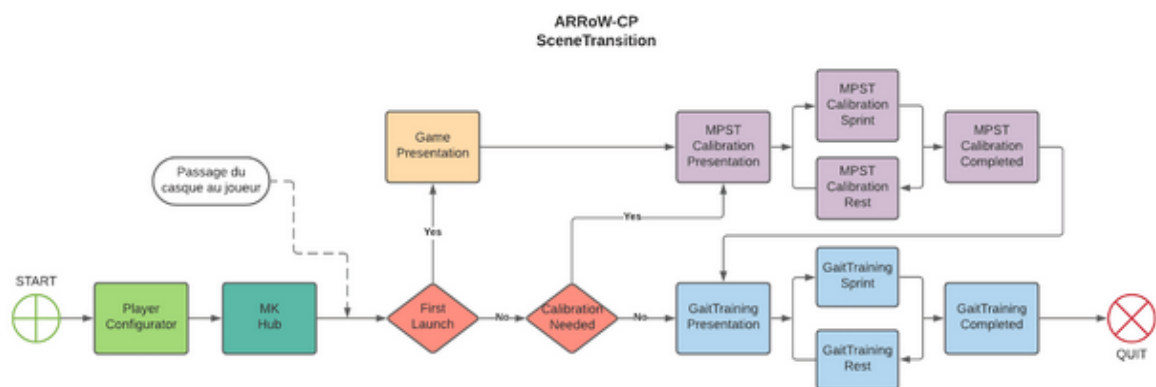 ARRoW-CP
SceneTransition
MPST
Calibration
Sprint
Game
Presentation
MPST
Calibration
Presentation
MPST
Calibration
Completed
MPST
Calibration
Rest
Passage du
casque au joueur
Yes
Yes
START
Player
Configurator
MK
Hub
First
Launch
No
Calibration
Needed
No
GaitTraining
Presentation
GaitTraining
Sprint
GaitTraining
Rest
GaitTraining
Completed
QUIT